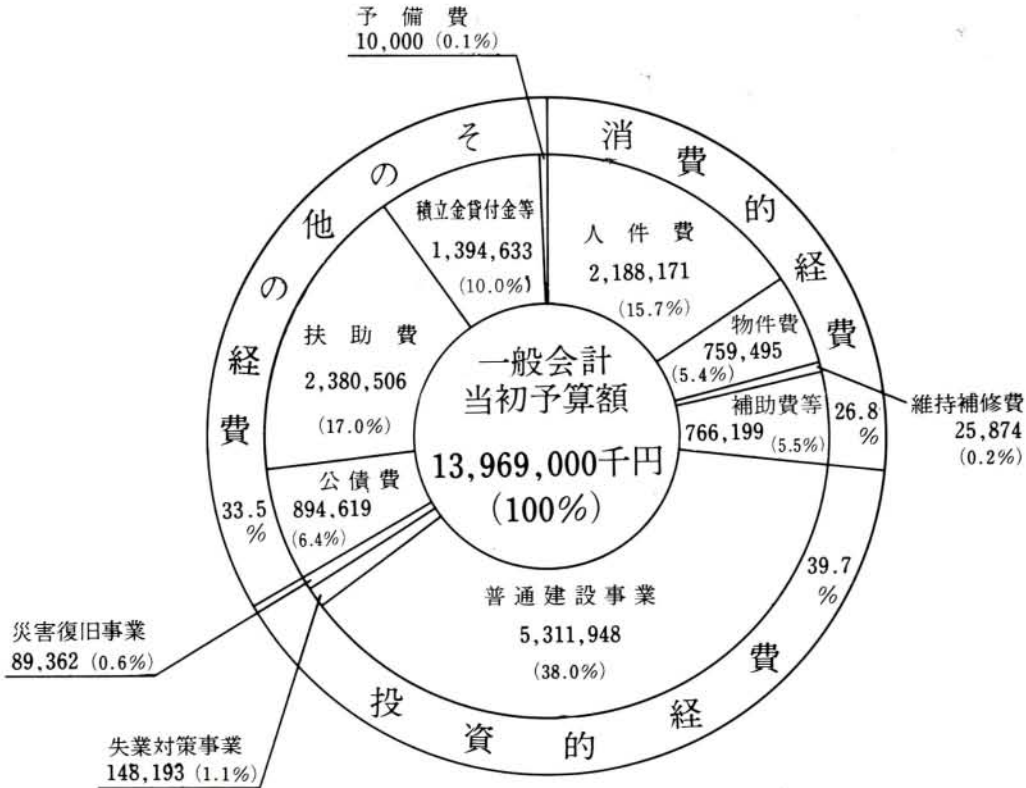 予備費
10,000 (0.1%)
消費的経費
26.8
%
人件費
2,188,171
(15.7%)
物件費
759,495
(5.4%)
維持補修費
25,874
(0.2%)
補助費等
766,199 (5.5%)
投資的経費
39.7
%
普通建設事業
5,311,948
(38.0%)
失業対策事業
148,193 (1.1%)
災害復旧事業
89,362 (0.6%)
その他の経費
33.5
%
公債費
894,619
(6.4%)
扶助費
2,380,506
(17.0%)
積立金貸付金等
1,394,633
(10.0%)
一般会計
当初予算額
13,969,000千円
(100%)